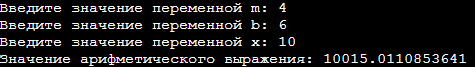 Введите значение переменной m: 4
Введите значение переменной b: 6
Введите значение переменной x: 10
Значение арифметического выражения: 10015.0110853641